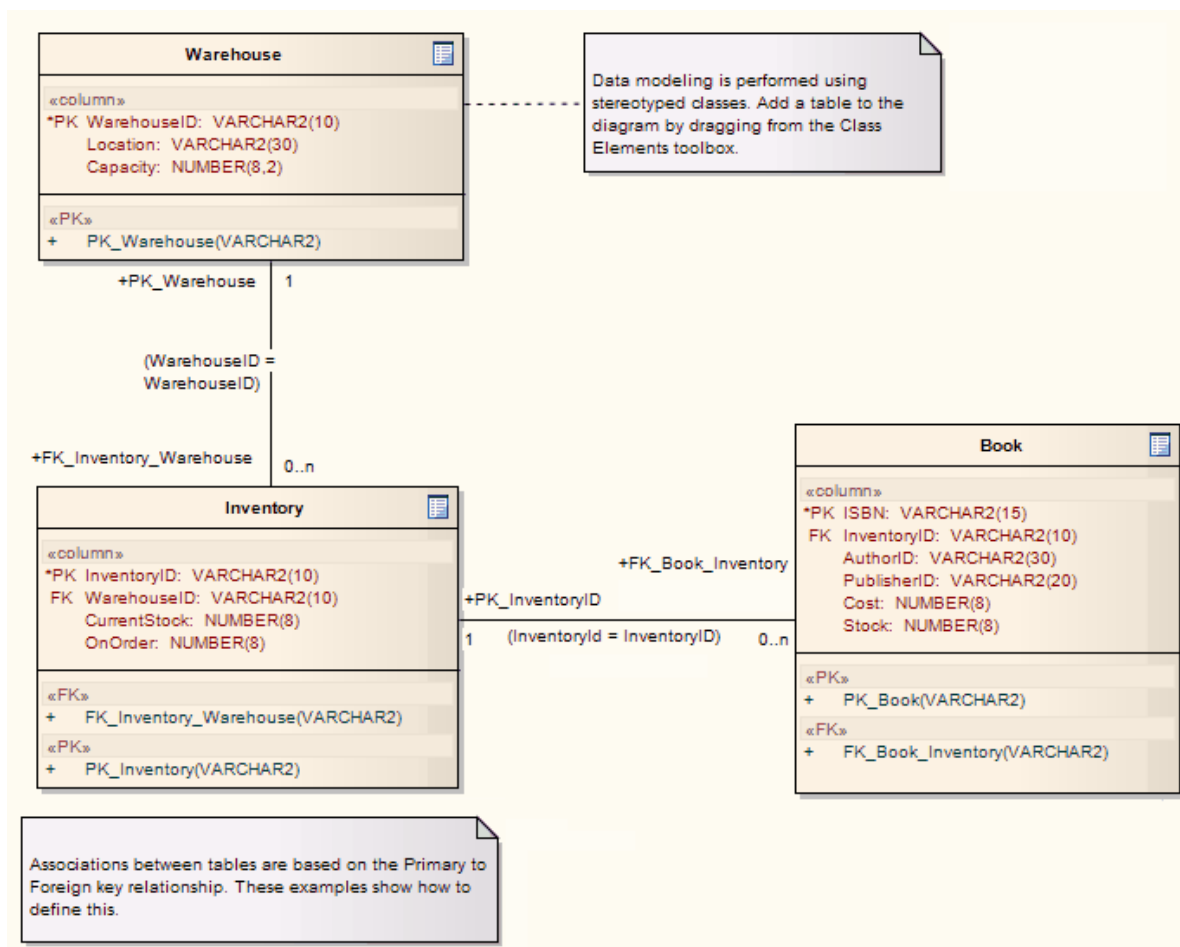 Warehouse
«column»
*PK WarehouseID: VARCHAR2(10)
Location: VARCHAR2(30)
Capacity: NUMBER(8,2)
«PK»
+ PK_Warehouse(VARCHAR2)
Data modeling is performed using
stereotyped classes. Add a table to the
diagram by dragging from the Class
Elements toolbox.
+PK_Warehouse 1
(WarehouseID =
WarehouseID)
+FK_Inventory_Warehouse 0..n
Inventory
«column»
*PK InventoryID: VARCHAR2(10)
FK WarehouseID: VARCHAR2(10)
CurrentStock: NUMBER(8)
OnOrder: NUMBER(8)
«FK»
+ FK_Inventory_Warehouse(VARCHAR2)
«PK»
+ PK_Inventory(VARCHAR2)
+FK_Book_Inventory
+PK_InventoryID
1 (InventoryId = InventoryID) 0..n
Book
«column»
*PK ISBN: VARCHAR2(15)
FK InventoryID: VARCHAR2(10)
AuthorID: VARCHAR2(30)
PublisherID: VARCHAR2(20)
Cost: NUMBER(8)
Stock: NUMBER(8)
«PK»
+ PK_Book(VARCHAR2)
«FK»
+ FK_Book_Inventory(VARCHAR2)
Associations between tables are based on the Primary to
Foreign key relationship. These examples show how to
define this.